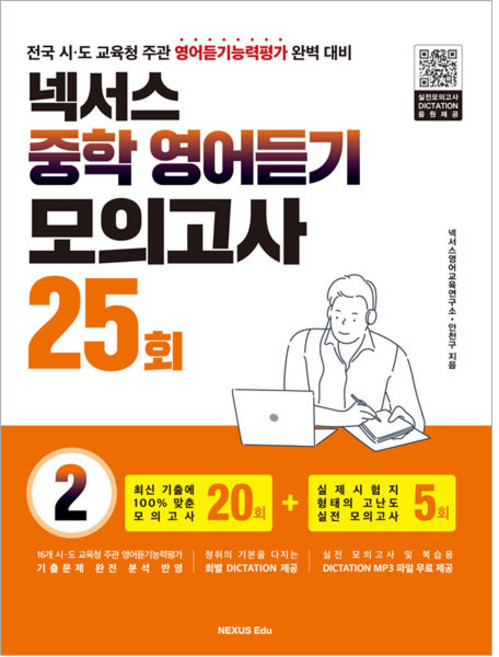 전국 시·도 교육청 주관 영어듣기능력평가 완벽 대비
실전모의고사
DICTATION
음원제공
넥서스
중학 영어듣기
모의고사
25회
넥서스영어교육연구소·안천구 지음
2
최신 기출에
100% 맞춘
모의고사
20회
+
실제시험지
형태의 고난도
실전 모의고사
5회
16개 시·도 교육청 주관 영어듣기능력평가
기출문제 완전 분석 반영
청취의 기본을 다지는
회별 DICTATION 제공
실전 모의고사 및 복습용
DICTATION MP3 파일 무료 제공
NEXUS Edu